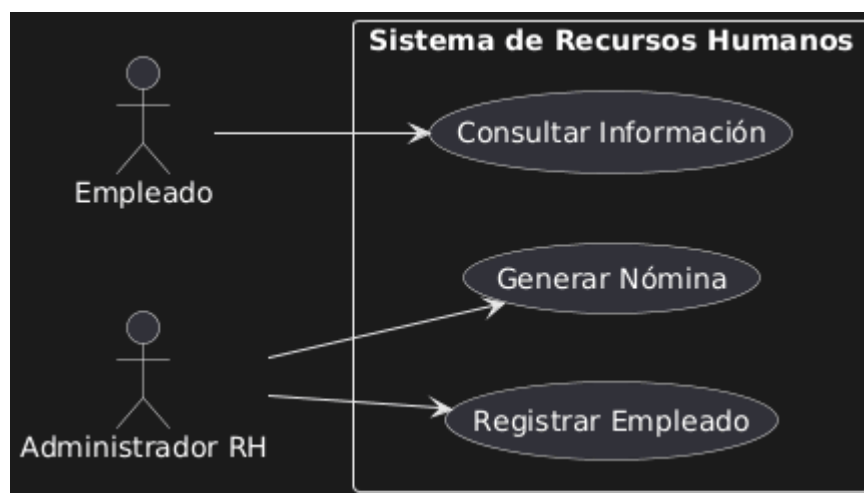 Sistema de Recursos Humanos
Consultar Información
Empleado
Generar Nómina
Registrar Empleado
Administrador RH